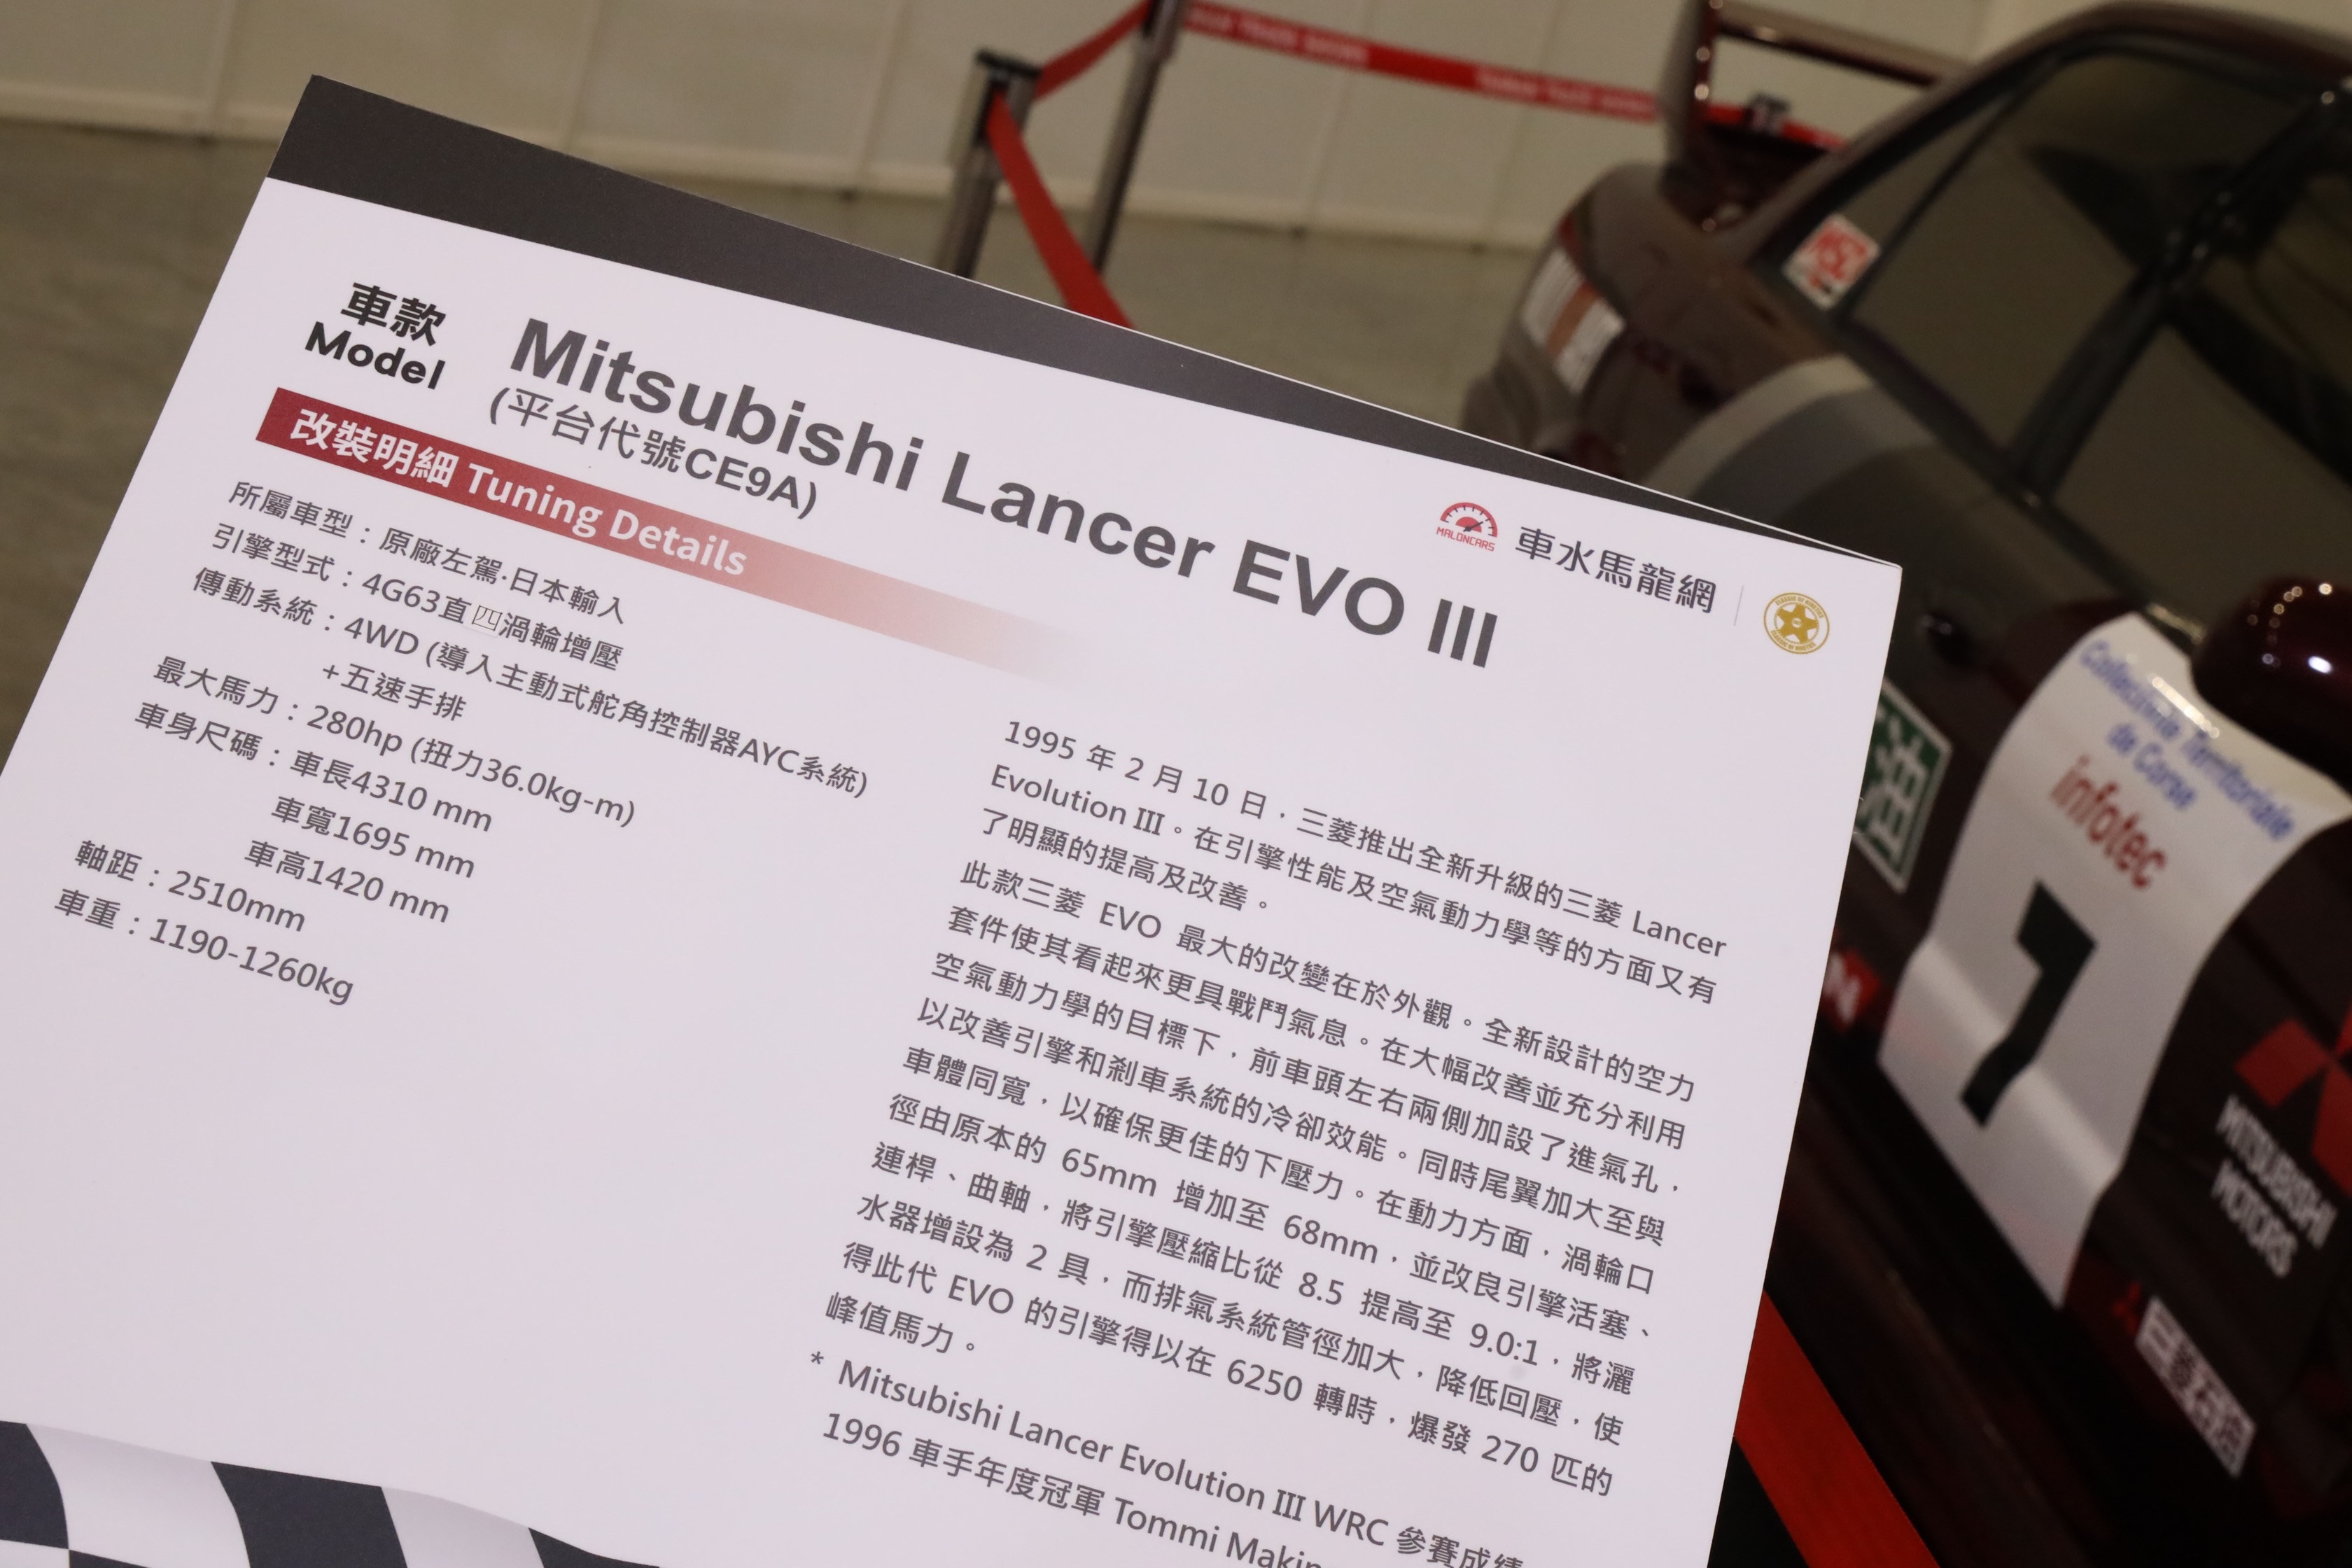 車款
Model
Mitsubishi Lancer EVO III
(平台代號CE9A)
MALONCARS
車水馬龍網
改裝明細 Tuning Details
所屬車型：原廠左駕·日本輸入
引擎型式：4G63直四渦輪增壓
傳動系統：4WD (導入主動式舵角控制器AYC系統)
+五速手排
最大馬力：280hp (扭力36.0kg-m)
車身尺碼：車長4310 mm
車寬1695 mm
車高1420 mm
軸距：2510mm
車重：1190-1260kg
1995 年 2 月 10 日，三菱推出全新升級的三菱 Lancer
Evolution III。在引擎性能及空氣動力學等的方面又有
了明顯的提高及改善。
此款三菱 EVO 最大的改變在於外觀。全新設計的空力
套件使其看起來更具戰鬥氣息。在大幅改善並充分利用
空氣動力學的目標下，前車頭左右兩側加設了進氣孔，
以改善引擎和剎車系統的冷卻效能。同時尾翼加大至與
車體同寬，以確保更佳的下壓力。在動力方面，渦輪口
徑由原本的 65mm 增加至 68mm，並改良引擎活塞、
連桿、曲軸，將引擎壓縮比從 8.5 提高至 9.0:1，將灑
水器增設為 2 具，而排氣系統管徑加大，降低回壓，使
得此代 EVO 的引擎得以在 6250 轉時，爆發 270 匹的
峰值馬力。
* Mitsubishi Lancer Evolution III WRC 參賽成績
1996 車手年度冠軍 Tommi
Collectivite Territoriale
de Corse
infotec
7
MITSUBISHI
MOTORS
三菱石油